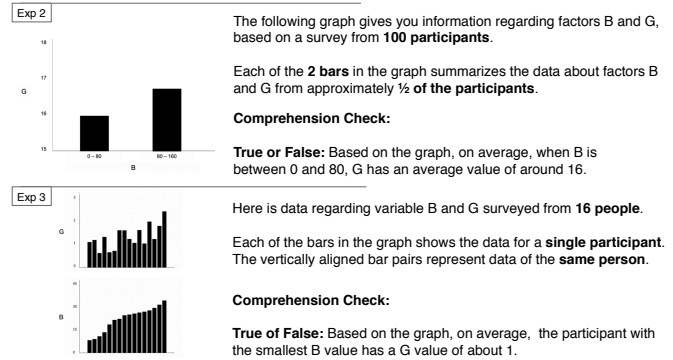 Exp 2
The following graph gives you information regarding factors B and G,
based on a survey from 100 participants.
18
17
G
16
15
0 – 80
80 – 160
B
Each of the 2 bars in the graph summarizes the data about factors B
and G from approximately ½ of the participants.
Comprehension Check:
True or False: Based on the graph, on average, when B is
between 0 and 80, G has an average value of around 16.
Exp 3
3
2
G
1
0
B
15
0
Here is data regarding variable B and G surveyed from 16 people.
Each of the bars in the graph shows the data for a single participant.
The vertically aligned bar pairs represent data of the same person.
Comprehension Check:
True of False: Based on the graph, on average, the participant with
the smallest B value has a G value of about 1.